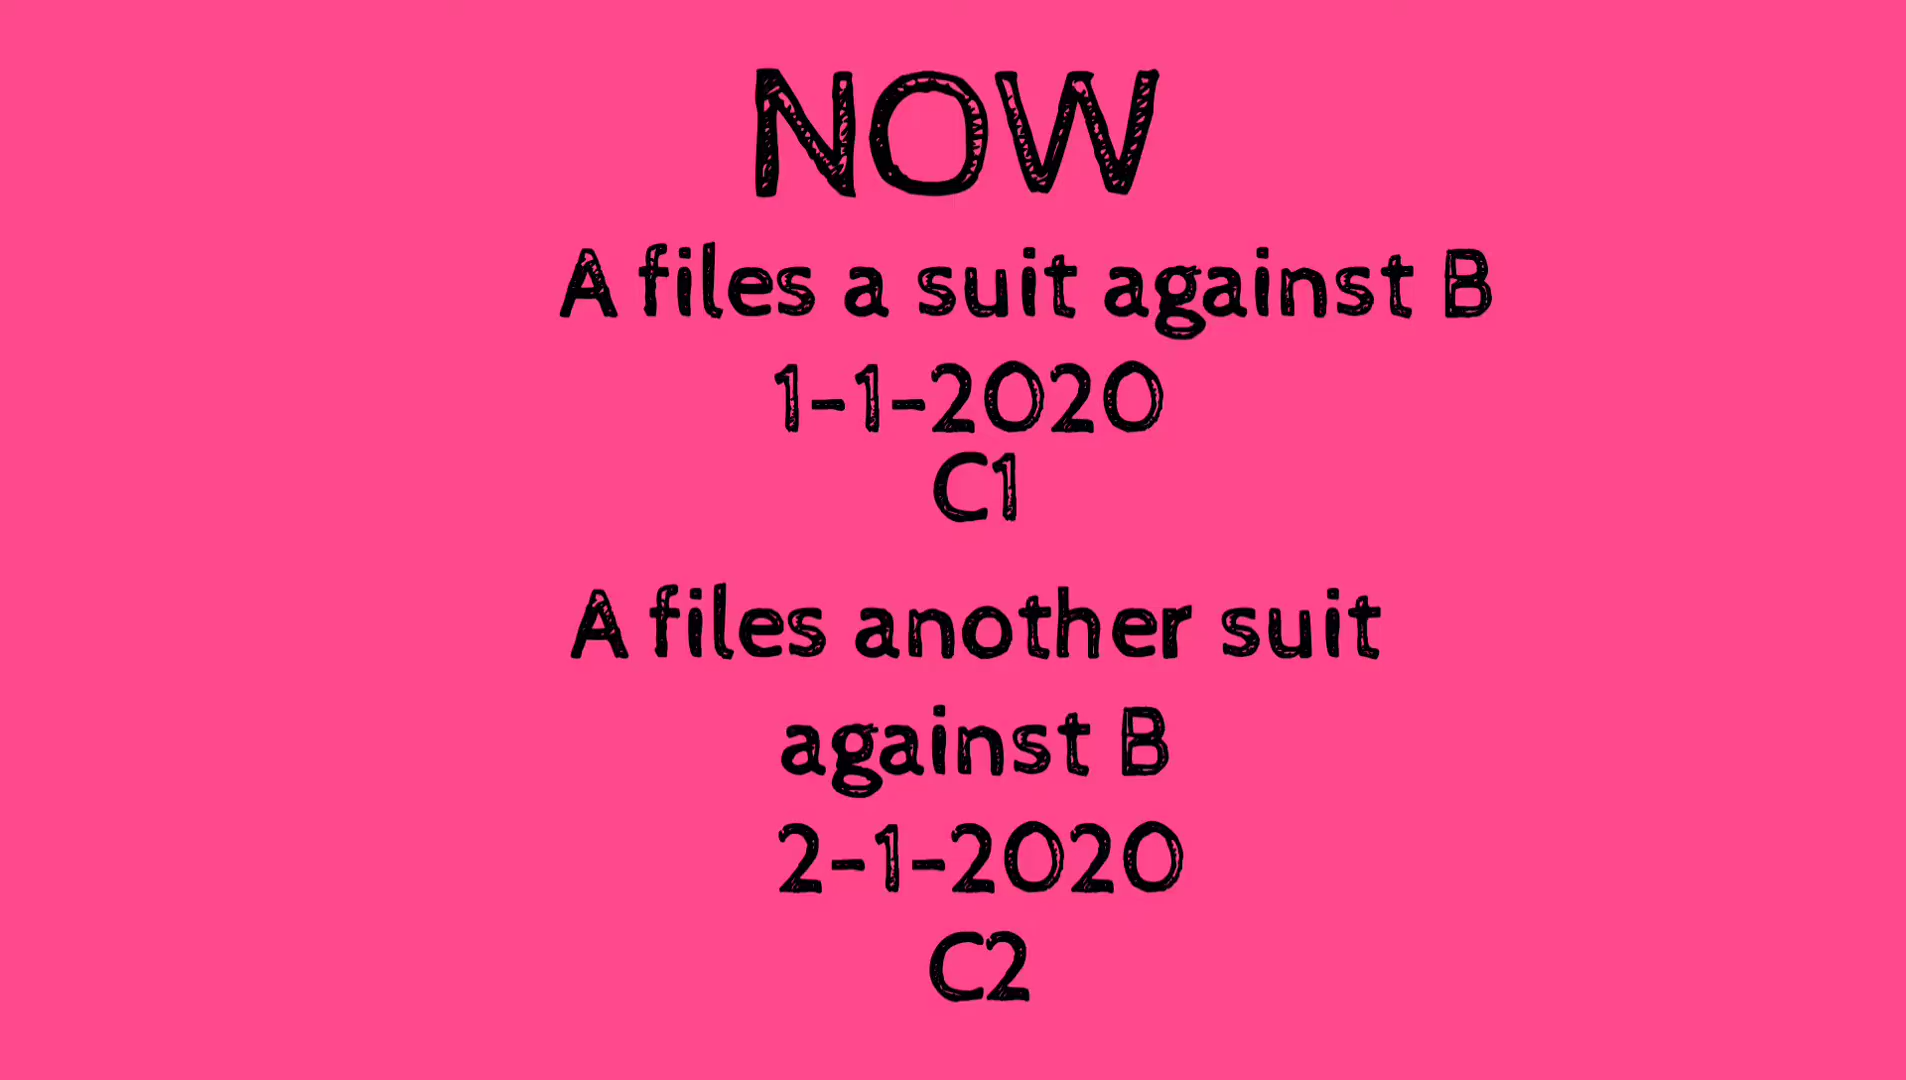 NOW
A files a suit against B
1-1-2020
C1
A files another suit
against B
2-1-2020
C2